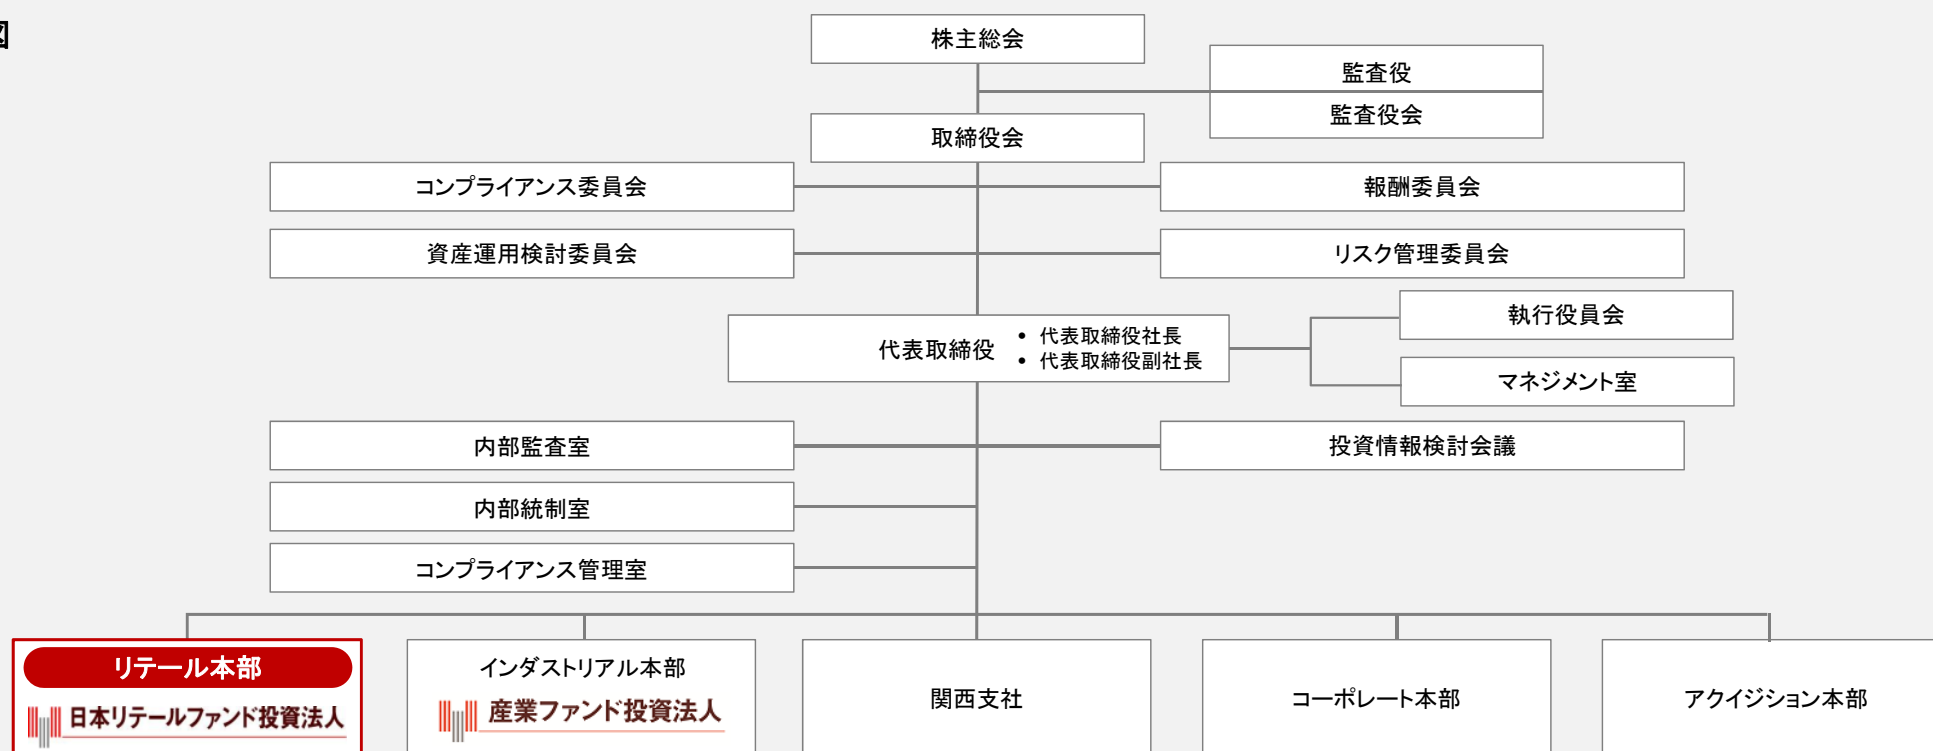 図
株主総会
監査役
監査役会
取締役会
コンプライアンス委員会
報酬委員会
資産運用検討委員会
リスク管理委員会
代表取締役
• 代表取締役社長
• 代表取締役副社長
執行役員会
マネジメント室
内部監査室
投資情報検討会議
内部統制室
コンプライアンス管理室
リテール本部
日本リテールファンド投資法人
インダストリアル本部
産業ファンド投資法人
関西支社
コーポレート本部
アクイジション本部